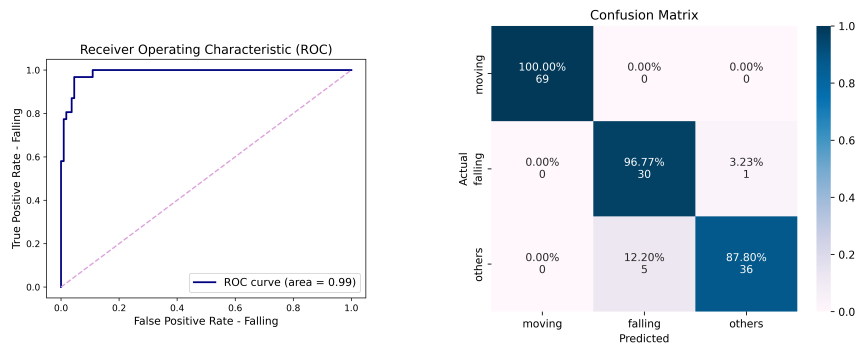 Receiver Operating Characteristic (ROC)
True Positive Rate - Falling
1.0
0.8
0.6
0.4
0.2
0.0
ROC curve (area = 0.99)
0.0 0.2 0.4 0.6 0.8 1.0
False Positive Rate - Falling
Confusion Matrix
Actual
moving
100.00% 0.00% 0.00%
69 0 0
falling
0.00% 96.77% 3.23%
0 30 1
others
0.00% 12.20% 87.80%
0 5 36
moving falling others
Predicted
1.0
0.8
0.6
0.4
0.2
0.0